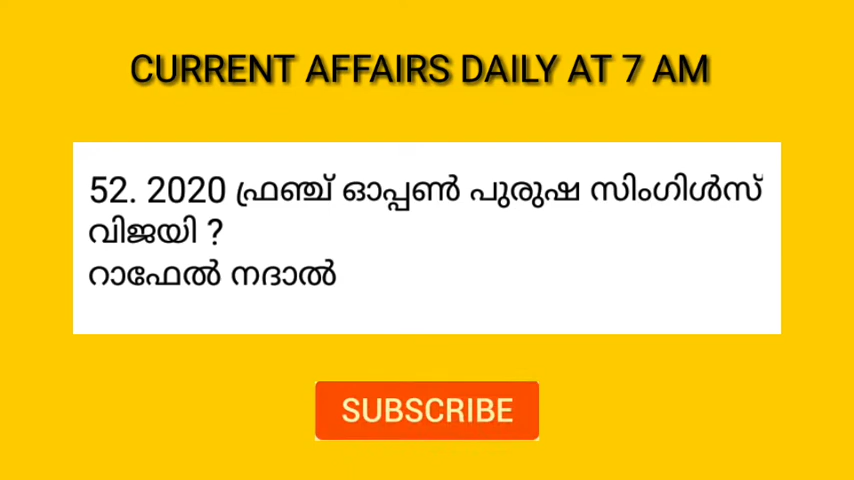 CURRENT AFFAIRS DAILY AT 7 AM
52. 2020 ഫ്രഞ്ച് ഓപ്പൺ പുരുഷ സിംഗിൾസ്
വിജയി ?
റാഫേൽ നദാൽ
SUBSCRIBE